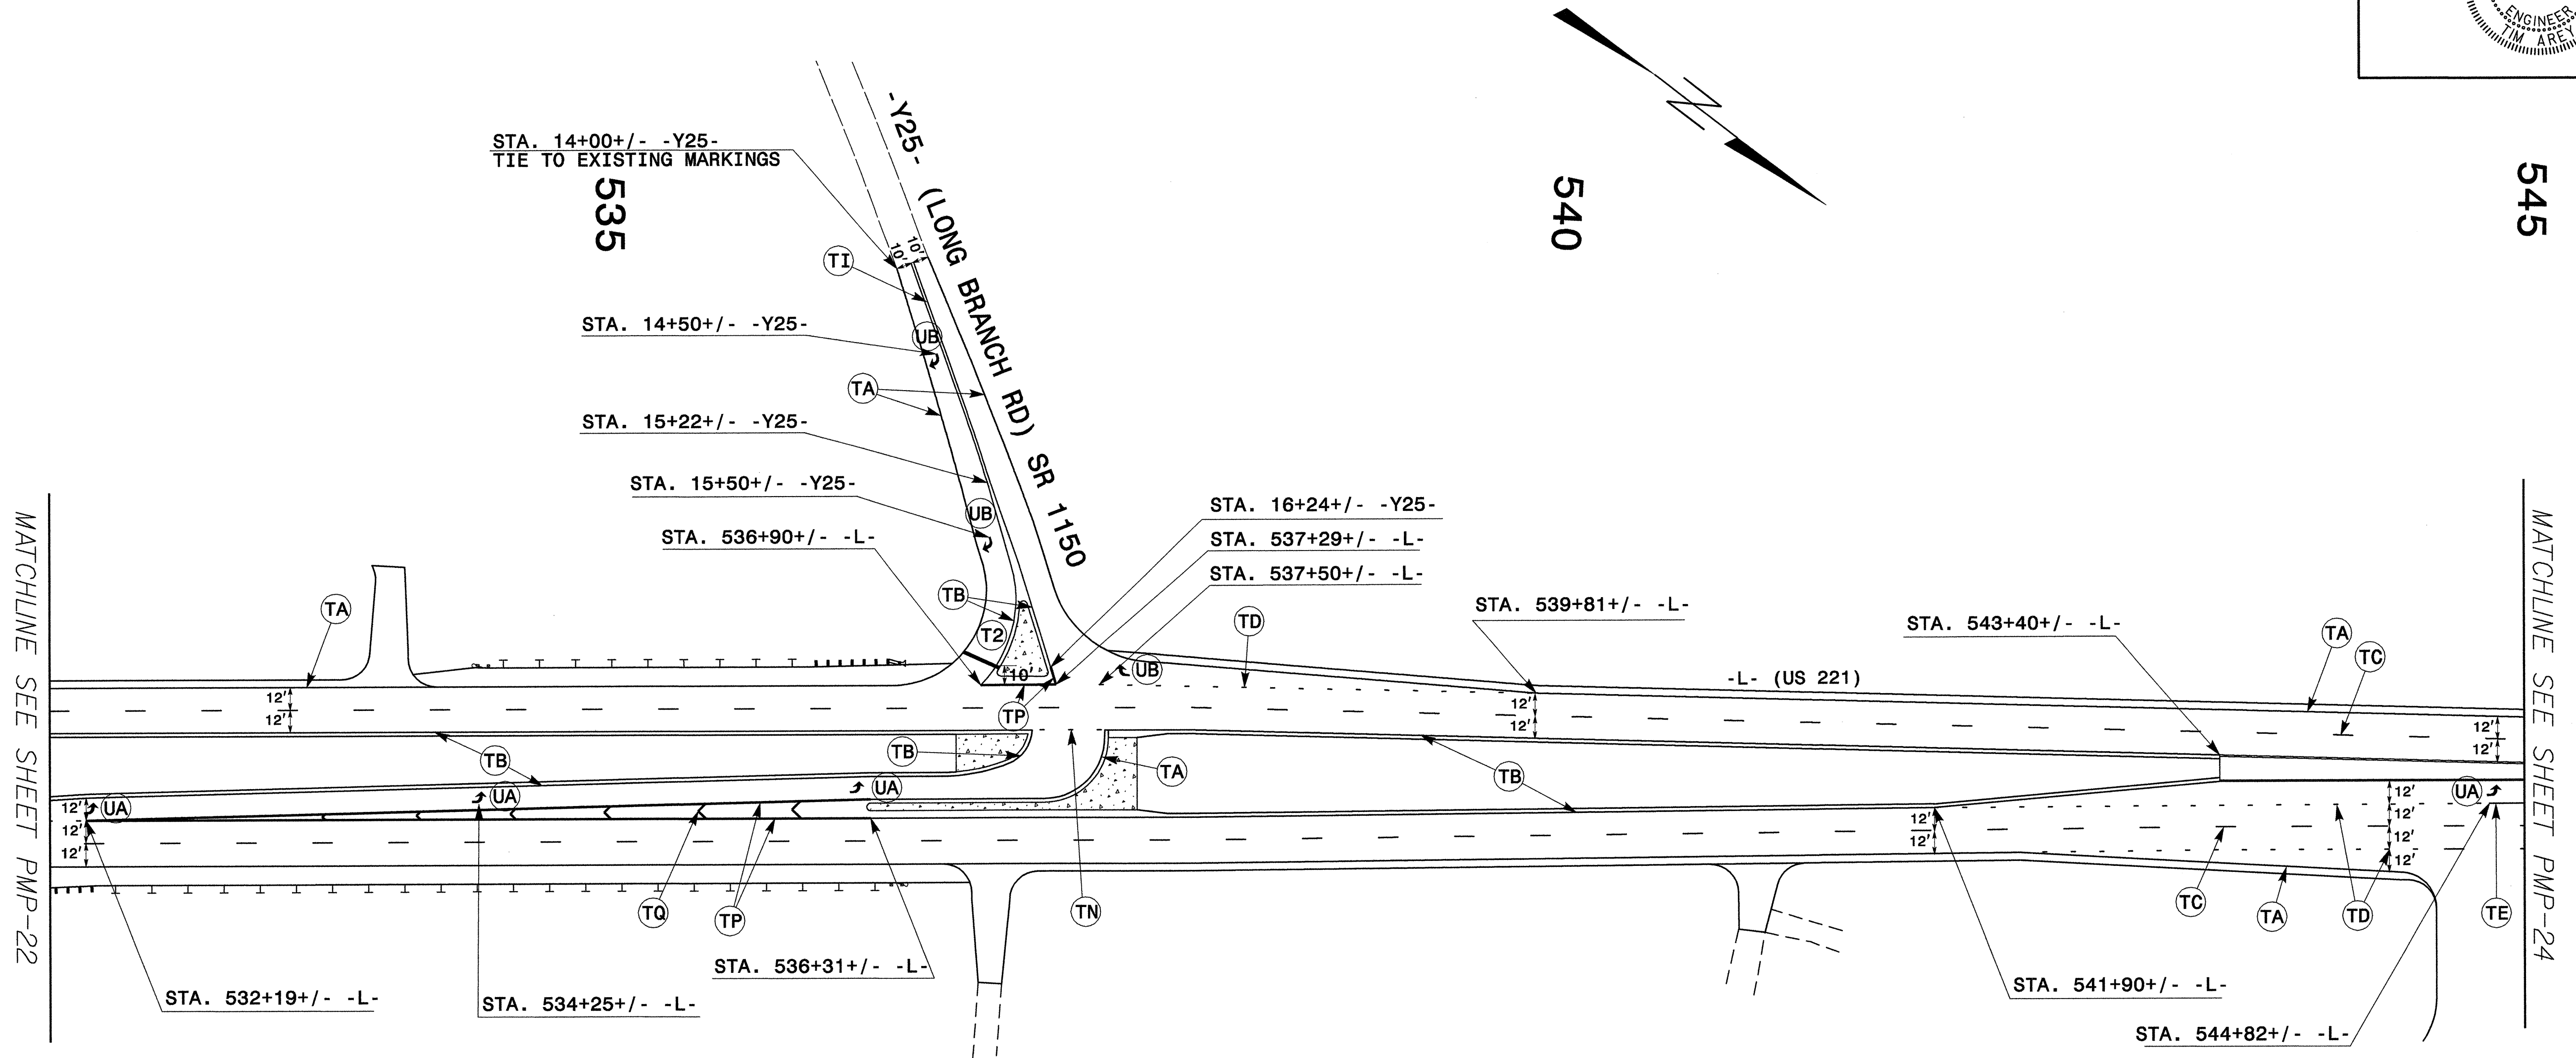 ENGINEER
TIM AREY
STA. 14+00+/- -Y25-
TIE TO EXISTING MARKINGS
535
540
545
-Y25- (LONG BRANCH RD) SR 1150
10'
10'
TI
STA. 14+50+/- -Y25-
UB
TA
STA. 15+22+/- -Y25-
STA. 15+50+/- -Y25-
UB
STA. 536+90+/- -L-
STA. 16+24+/- -Y25-
STA. 537+29+/- -L-
STA. 537+50+/- -L-
TB
T2
10'
TP
UB
TD
STA. 539+81+/- -L-
STA. 543+40+/- -L-
TA
TC
-L- (US 221)
MATCHLINE SEE SHEET PMP-22
MATCHLINE SEE SHEET PMP-24
TA
12'
12'
12'
12'
12'
12'
TB
TB
TA
TB
UA
UA
UA
12'
12'
12'
12'
12'
12'
12'
12'
UA
TQ
TP
TN
TC
TA
TD
TE
STA. 536+31+/- -L-
STA. 532+19+/- -L-
STA. 534+25+/- -L-
STA. 541+90+/- -L-
STA. 544+82+/- -L-